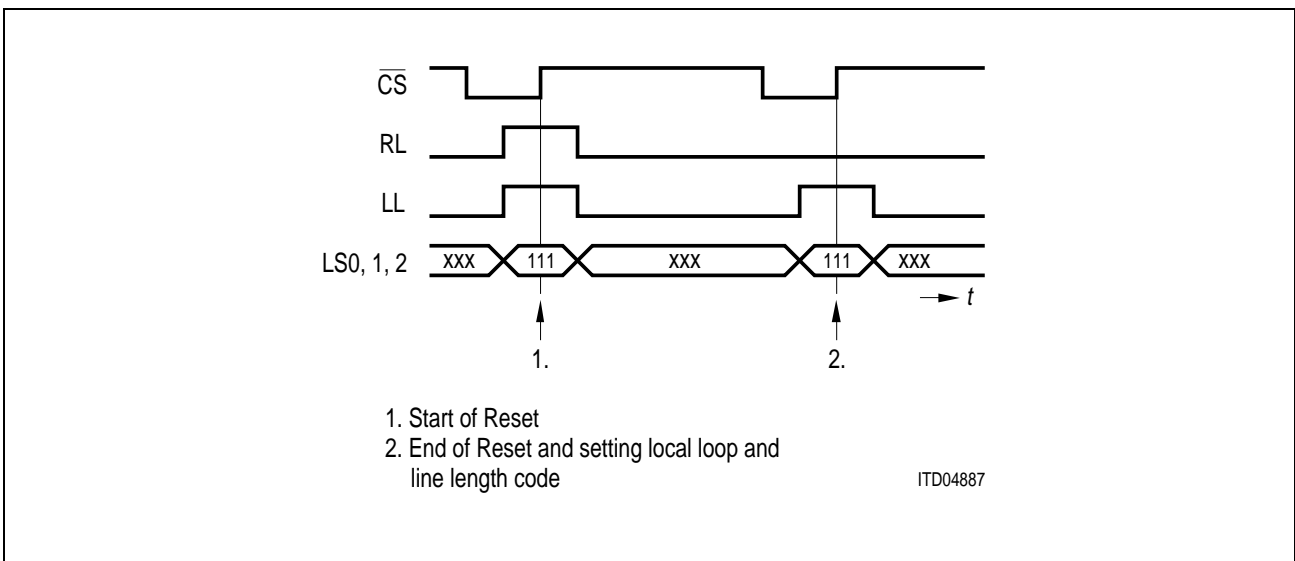 C̅S̅
RL
LL
LS0, 1, 2 xxx 111 xxx 111 xxx
t
1. 2.
1. Start of Reset
2. End of Reset and setting local loop and
line length code
ITD04887